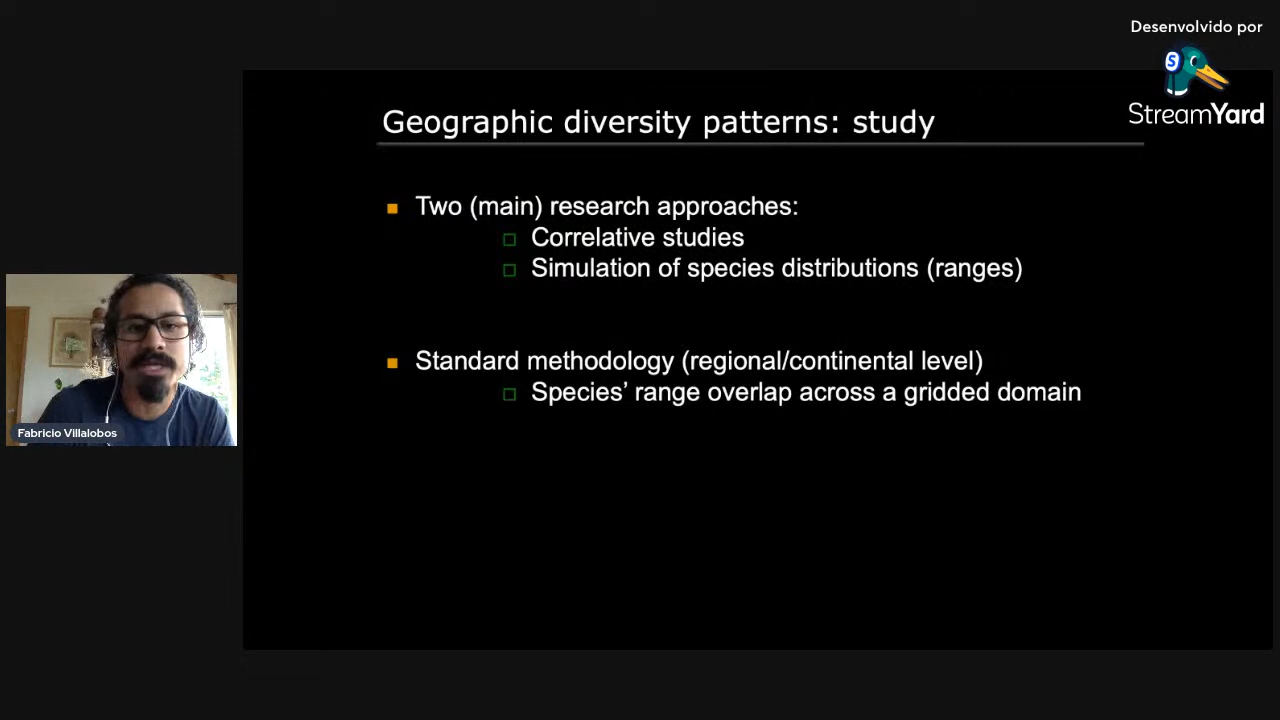 Desenvolvido por
S
StreamYard
Geographic diversity patterns: study
Two (main) research approaches:
Correlative studies
Simulation of species distributions (ranges)
Standard methodology (regional/continental level)
Species’ range overlap across a gridded domain
Fabricio Villalobos